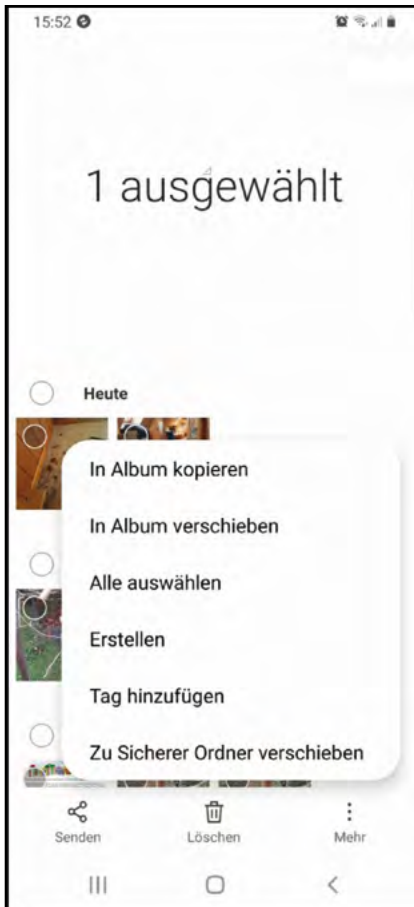 15:52
1 ausgewählt
Heute
In Album kopieren
In Album verschieben
Alle auswählen
Erstellen
Tag hinzufügen
Zu Sicherer Ordner verschieben
Senden
Löschen
Mehr